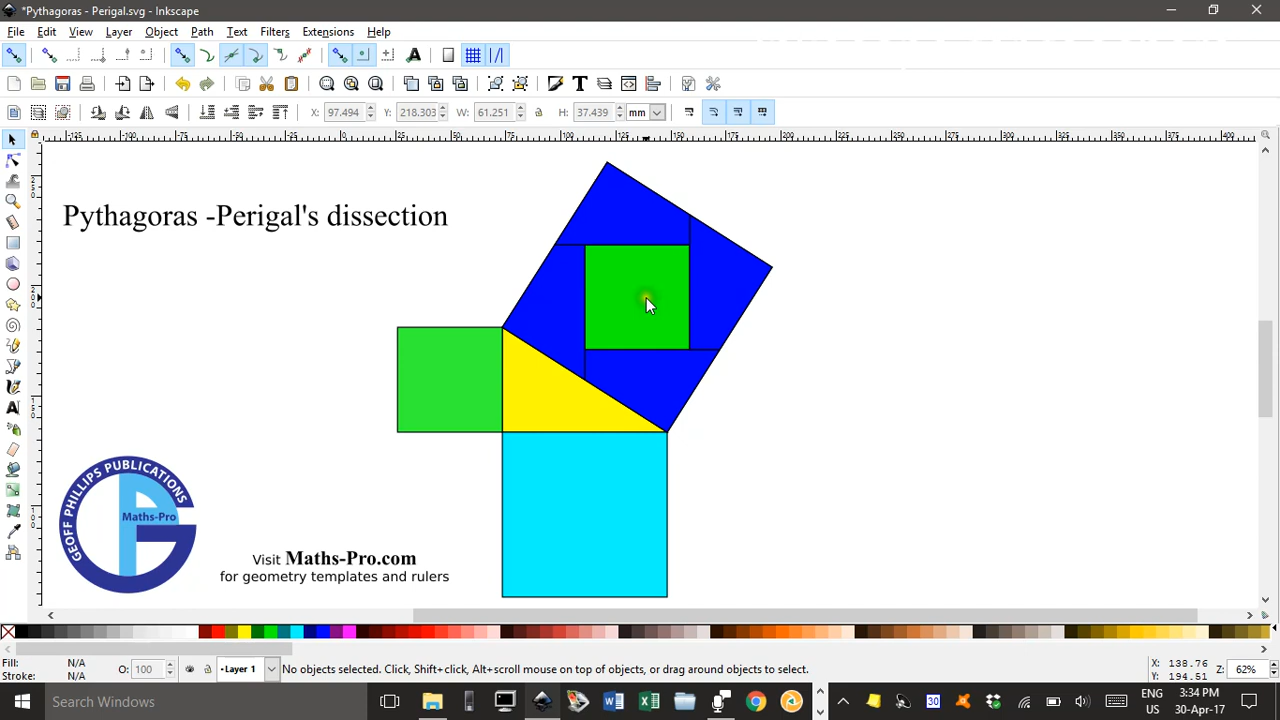 *Pythagoras - Perigal.svg - Inkscape
File Edit View Layer Object Path Text Filters Extensions Help
X: 97.494 Y: 218.303 W: 61.251 H: 37.439 mm
Pythagoras -Perigal's dissection
GEOFF PHILLIPS PUBLICATIONS
Maths-Pro
Visit Maths-Pro.com
for geometry templates and rulers
Fill: N/A O: 100 Layer 1 No objects selected. Click, Shift+click, Alt+scroll mouse on top of objects, or drag around objects to select. X: 138.76 Z: 62%
Stroke: N/A Y: 194.51
Search Windows
30 ENG 3:34 PM
US 30-Apr-17